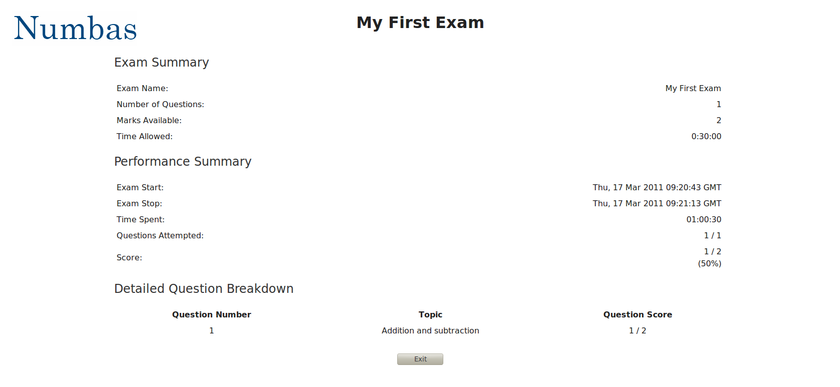 Numbas
My First Exam
Exam Summary
Exam Name: My First Exam
Number of Questions: 1
Marks Available: 2
Time Allowed: 0:30:00
Performance Summary
Exam Start: Thu, 17 Mar 2011 09:20:43 GMT
Exam Stop: Thu, 17 Mar 2011 09:21:13 GMT
Time Spent: 01:00:30
Questions Attempted: 1 / 1
Score: 1 / 2
(50%)
Detailed Question Breakdown
Question Number Topic Question Score
1 Addition and subtraction 1 / 2
Exit